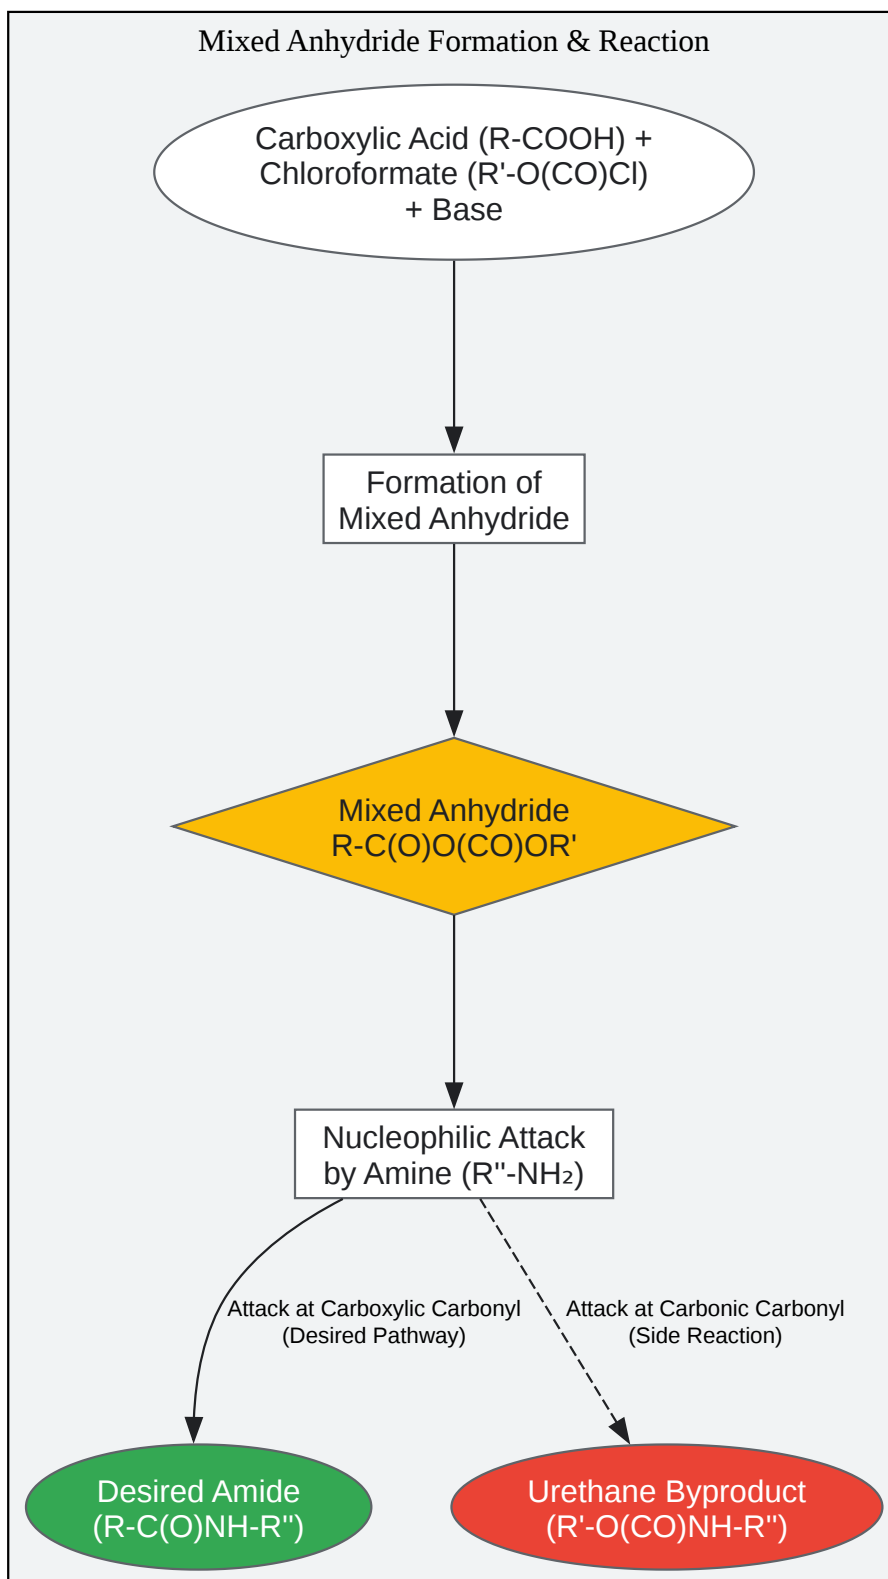 Mixed Anhydride Formation & Reaction
Carboxylic Acid (R-COOH) +
Chloroformate (R'-O(CO)Cl)
+ Base
Formation of
Mixed Anhydride
Mixed Anhydride
R-C(O)O(CO)OR'
Nucleophilic Attack
by Amine (R''-NH₂)
Attack at Carboxylic Carbonyl
(Desired Pathway)
Attack at Carbonic Carbonyl
(Side Reaction)
Desired Amide
(R-C(O)NH-R'')
Urethane Byproduct
(R'-O(CO)NH-R'')